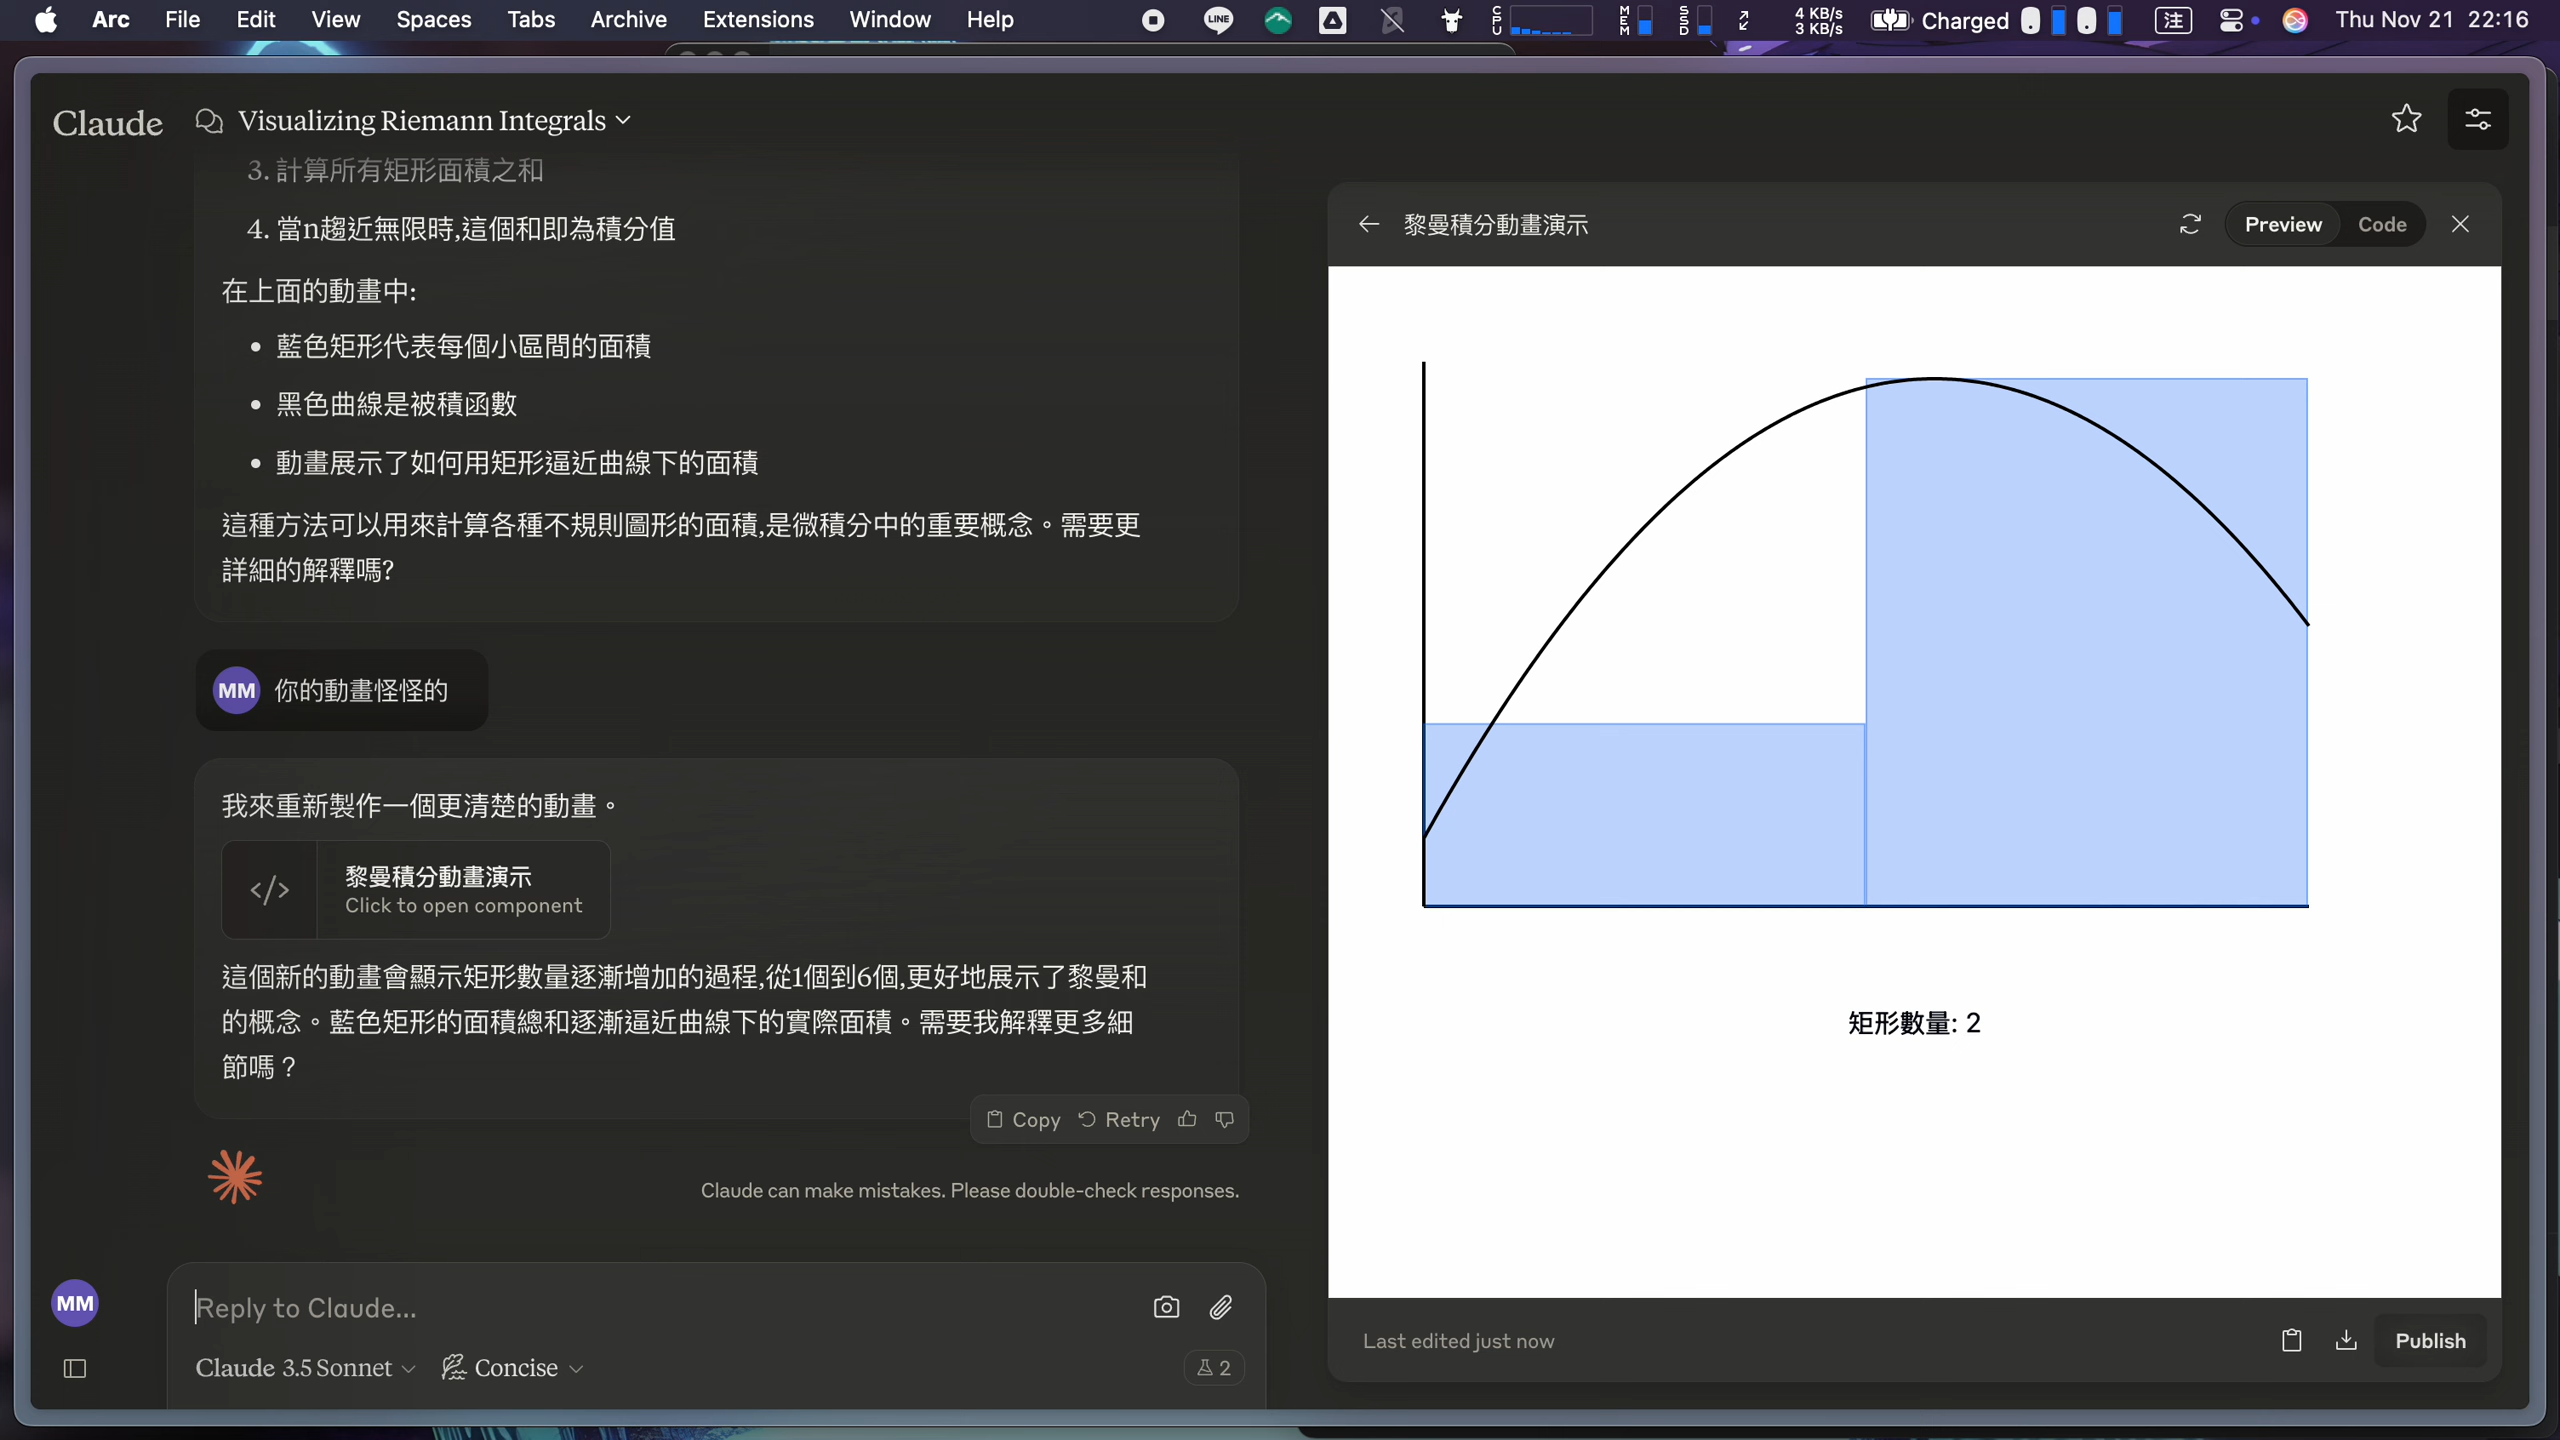 Arc File Edit View Spaces Tabs Archive Extensions Window Help
LINE
CPU
MEM
SSD
4 KB/s
3 KB/s
Charged
注
Thu Nov 21 22:16
Claude
Visualizing Riemann Integrals
3. 計算所有矩形面積之和
4. 當n趨近無限時,這個和即為積分值
在上面的動畫中:
• 藍色矩形代表每個小區間的面積
• 黑色曲線是被積函數
• 動畫展示了如何用矩形逼近曲線下的面積
這種方法可以用來計算各種不規則圖形的面積,是微積分中的重要概念。需要更
詳細的解釋嗎?
MM 你的動畫怪怪的
我來重新製作一個更清楚的動畫。
</> 黎曼積分動畫演示
Click to open component
這個新的動畫會顯示矩形數量逐漸增加的過程,從1個到6個,更好地展示了黎曼和
的概念。藍色矩形的面積總和逐漸逼近曲線下的實際面積。需要我解釋更多細
節嗎？
Copy Retry
Claude can make mistakes. Please double-check responses.
MM
Reply to Claude...
Claude 3.5 Sonnet Concise 2
黎曼積分動畫演示
Preview Code
矩形數量: 2
Last edited just now
Publish